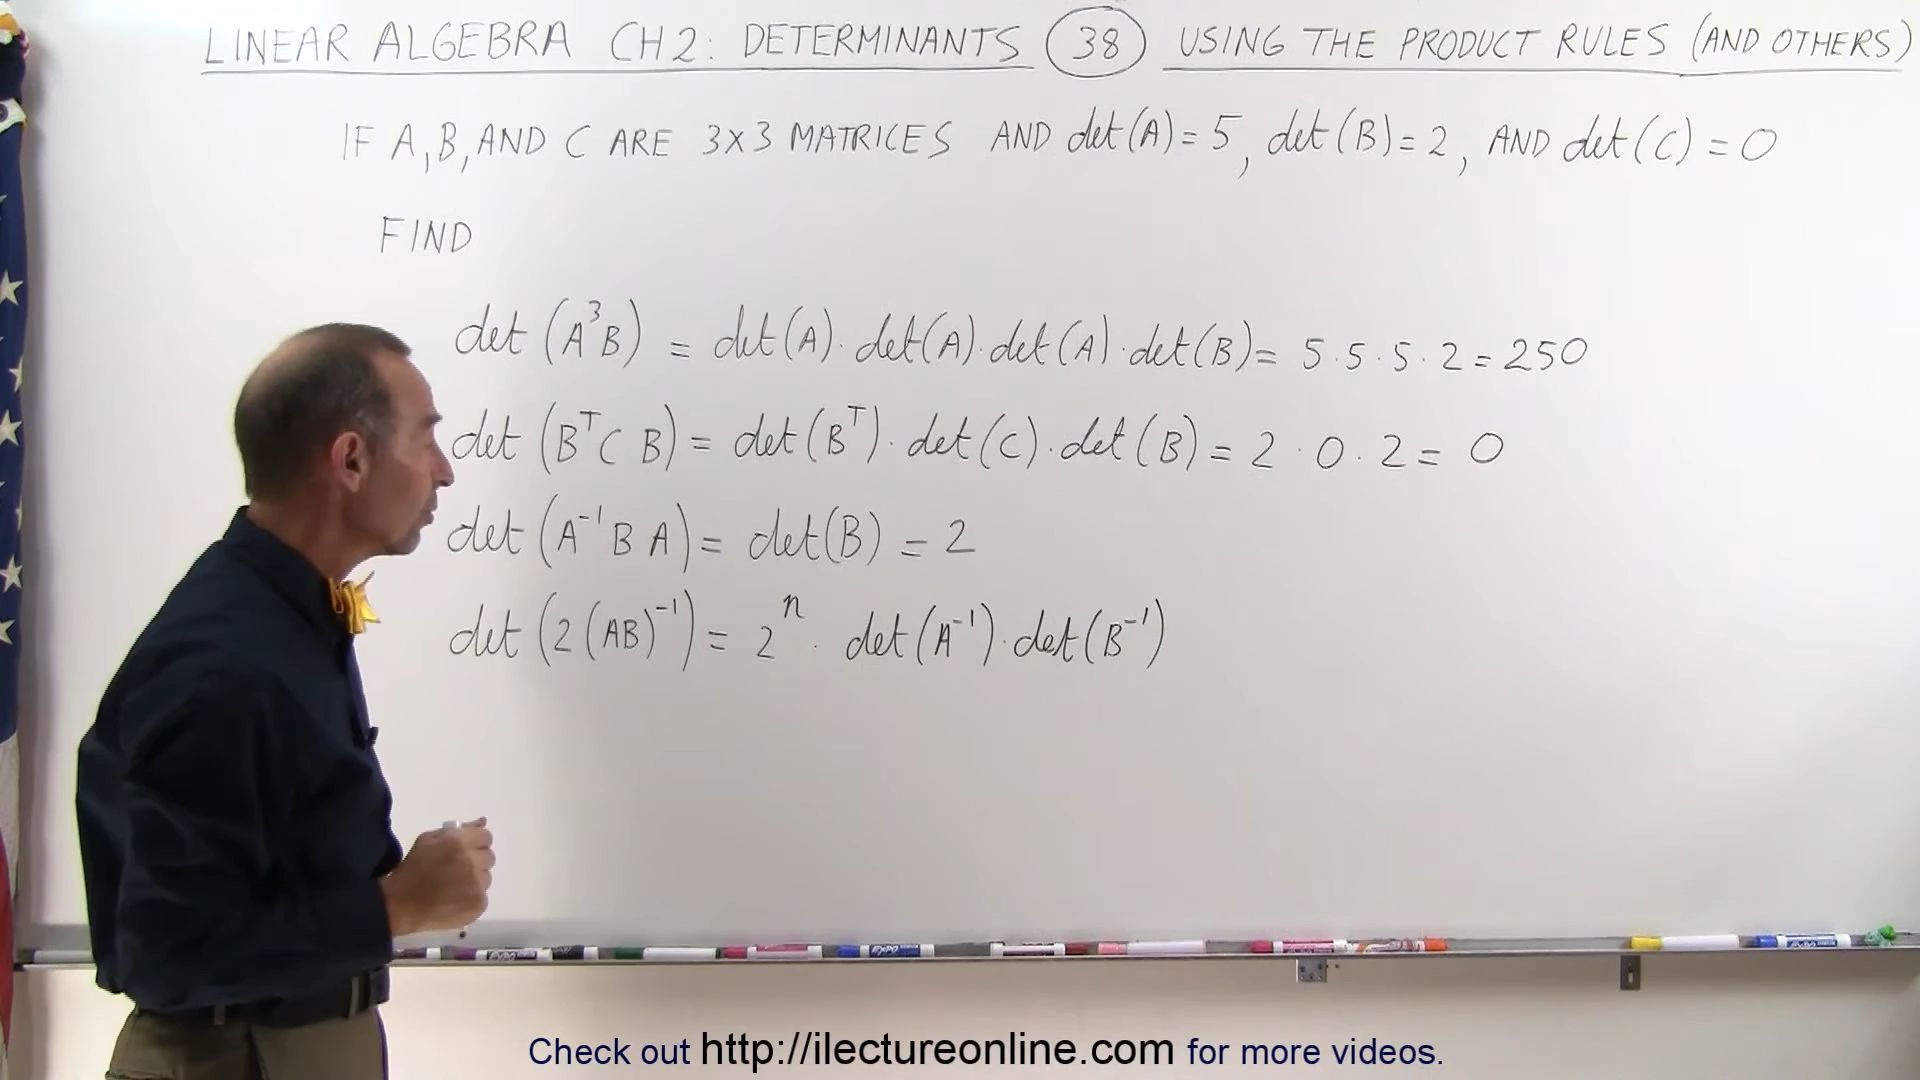 LINEAR ALGEBRA CH2: DETERMINANTS 38 USING THE PRODUCT RULES (AND OTHERS)
IF A, B, AND C ARE 3X3 MATRICES AND det(A) = 5, det(B) = 2, AND det(C) = 0
FIND
det (A³B) = det(A) · det(A) · det(A) · det(B) = 5 · 5 · 5 · 2 = 250
det (Bᵀ C B) = det(Bᵀ) · det(C) · det(B) = 2 · 0 · 2 = 0
det (A⁻¹ B A) = det(B) = 2
det (2(AB)⁻¹) = 2ⁿ · det(A⁻¹) · det(B⁻¹)
Check out http://ilectureonline.com for more videos.